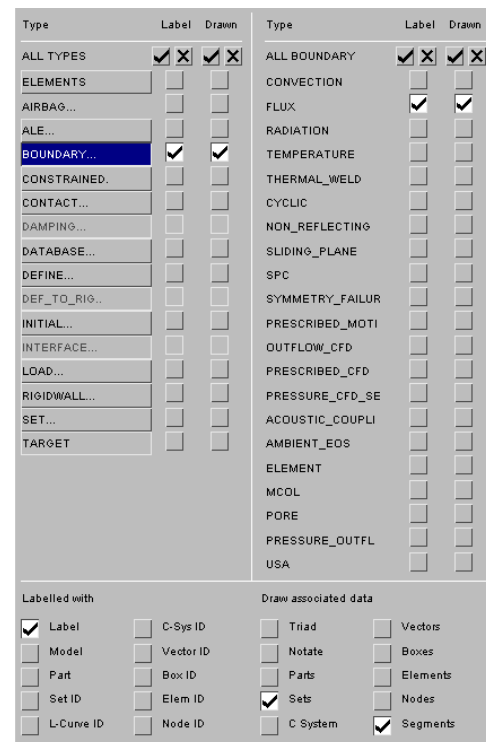 Type Label Drawn
ALL TYPES
ELEMENTS
AIRBAG...
ALE...
BOUNDARY...
CONSTRAINED.
CONTACT...
DAMPING...
DATABASE...
DEFINE...
DEF_TO_RIG..
INITIAL...
INTERFACE...
LOAD...
RIGIDWALL...
SET...
TARGET
Type Label Drawn
ALL BOUNDARY
CONVECTION
FLUX
RADIATION
TEMPERATURE
THERMAL_WELD
CYCLIC
NON_REFLECTING
SLIDING_PLANE
SPC
SYMMETRY_FAILUR
PRESCRIBED_MOTI
OUTFLOW_CFD
PRESCRIBED_CFD
PRESSURE_CFD_SE
ACOUSTIC_COUPLI
AMBIENT_EOS
ELEMENT
MCOL
PORE
PRESSURE_OUTFL
USA
Labelled with
Label C-Sys ID
Model Vector ID
Part Box ID
Set ID Elem ID
L-Curve ID Node ID
Draw associated data
Triad Vectors
Notate Boxes
Parts Elements
Sets Nodes
C System Segments